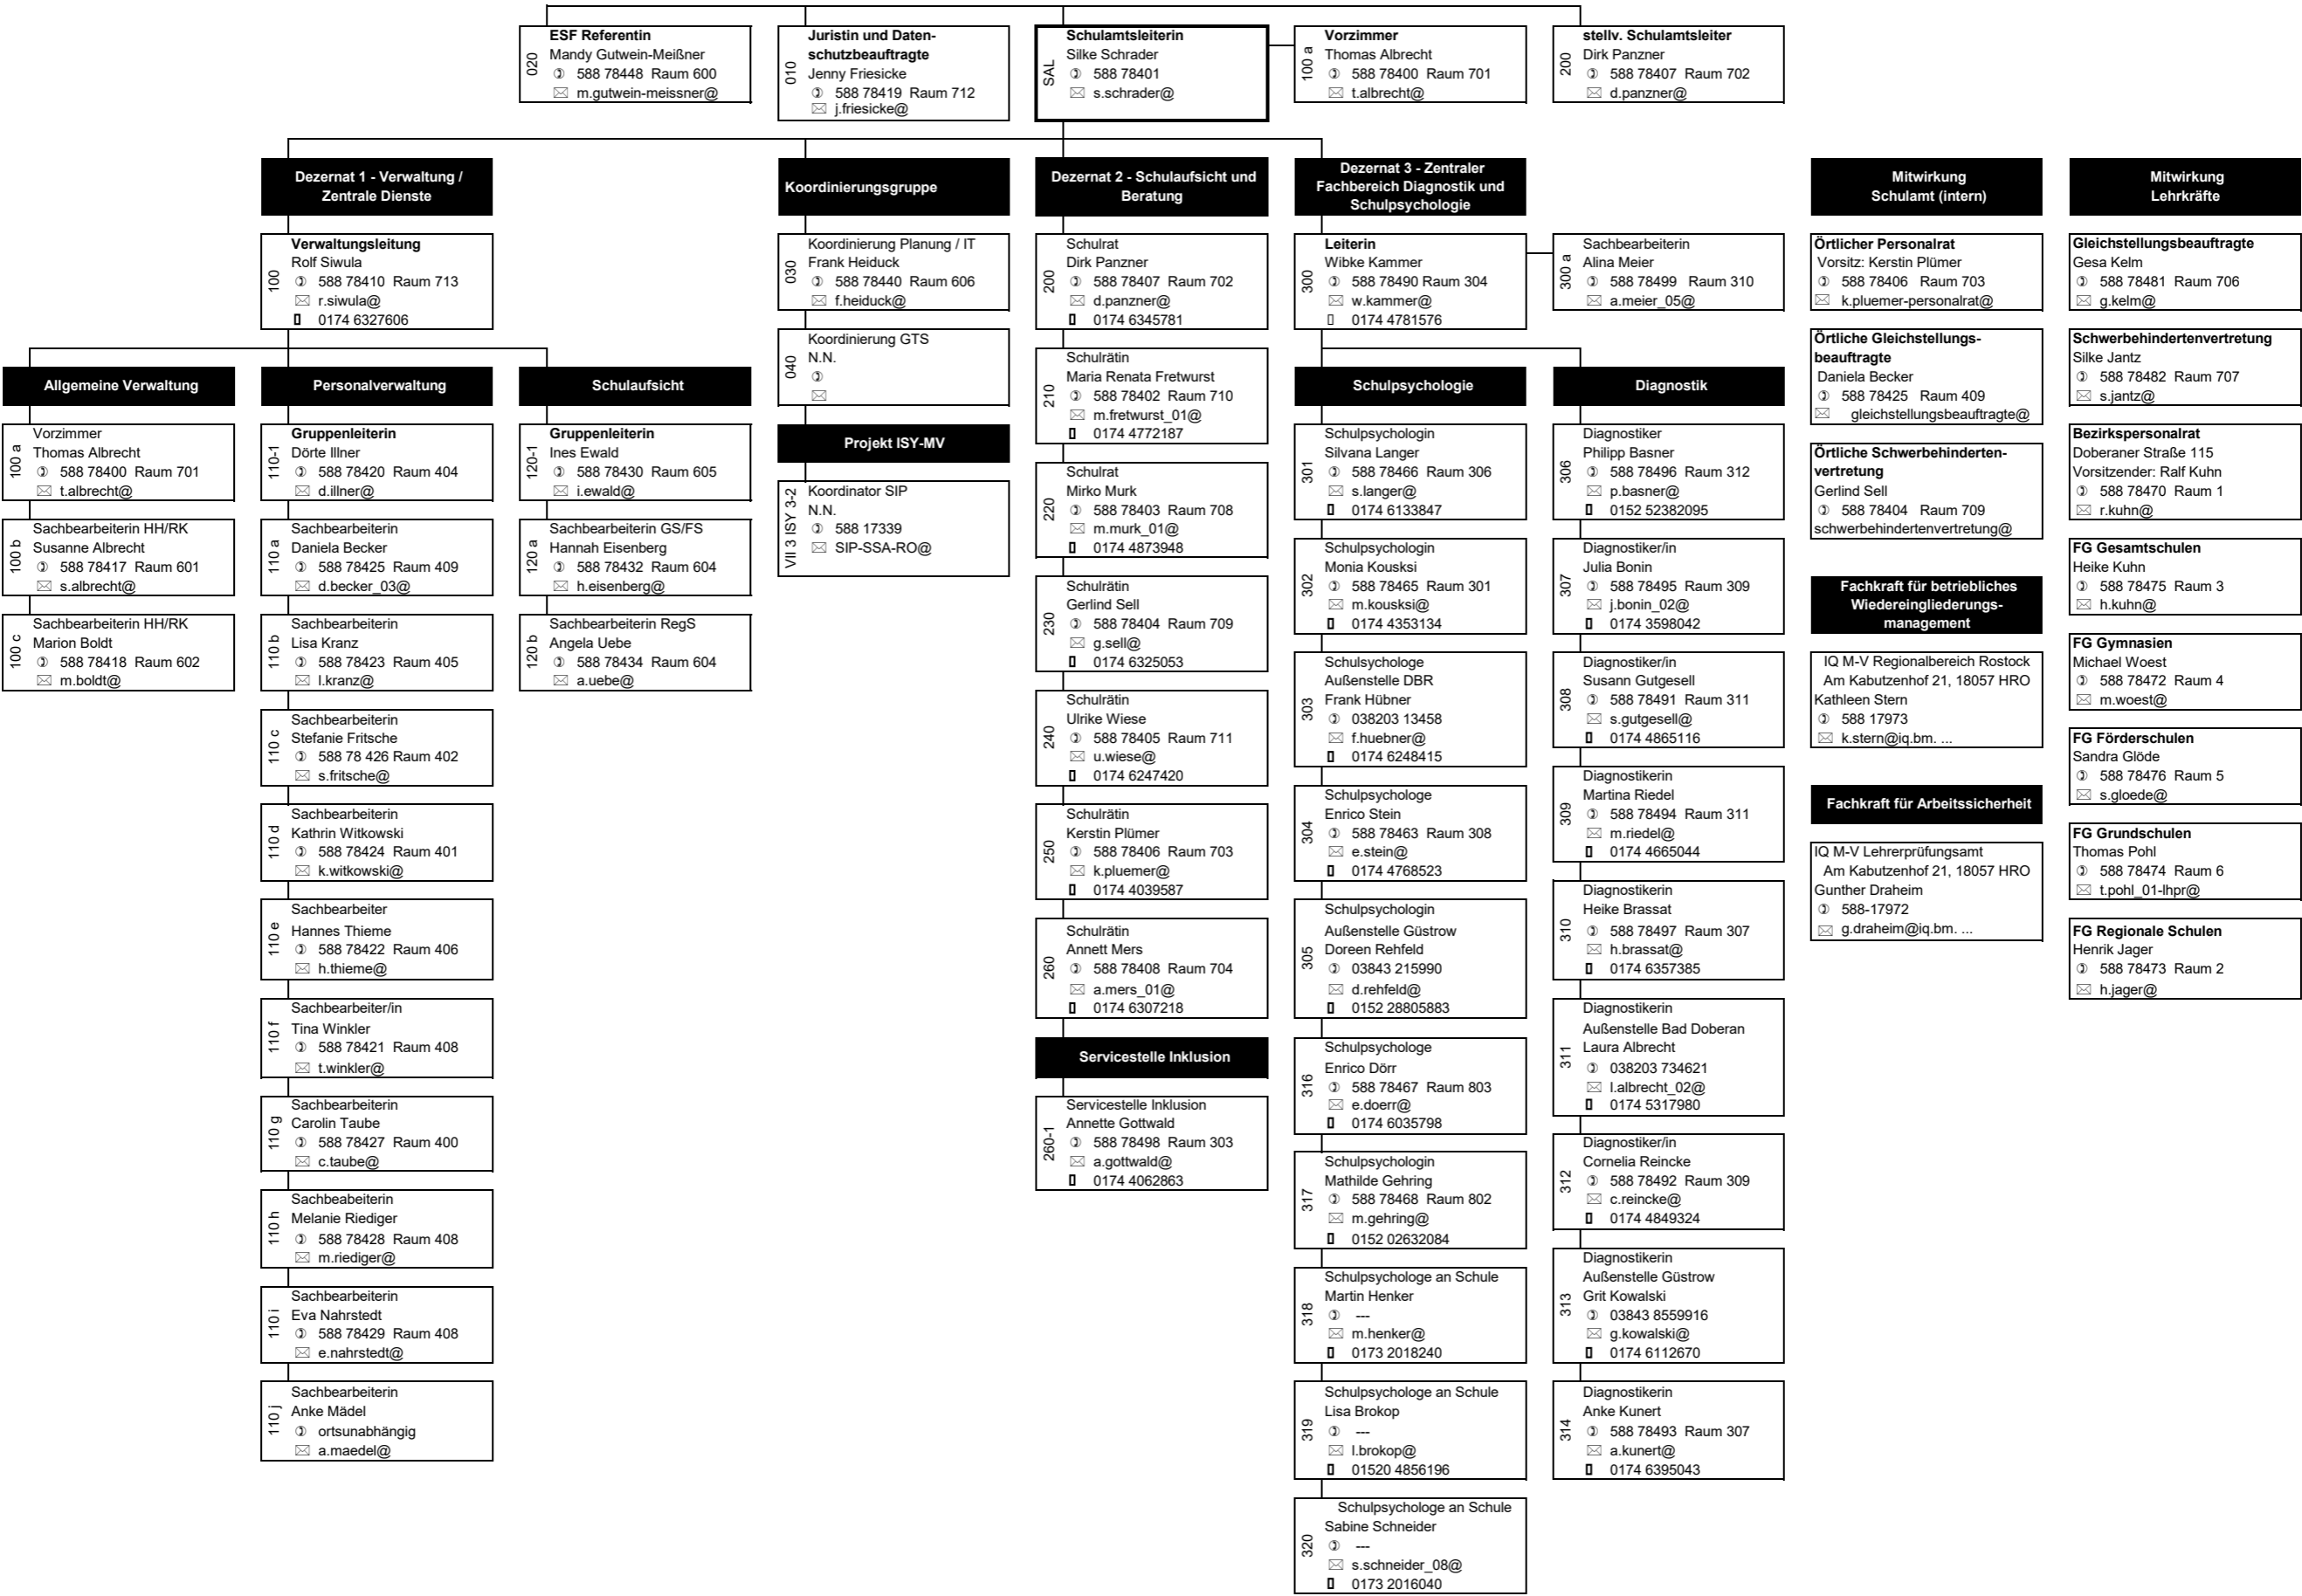 020
ESF Referentin
Mandy Gutwein-Meißner
588 78448 Raum 600
m.gutwein-meissner@
010
Juristin und Daten-
schutzbeauftragte
Jenny Friesicke
588 78419 Raum 712
j.friesicke@
SAL
Schulamtsleiterin
Silke Schrader
588 78401
s.schrader@
100 a
Vorzimmer
Thomas Albrecht
588 78400 Raum 701
t.albrecht@
200
stellv. Schulamtsleiter
Dirk Panzner
588 78407 Raum 702
d.panzner@
Dezernat 1 - Verwaltung /
Zentrale Dienste
100
Verwaltungsleitung
Rolf Siwula
588 78410 Raum 713
r.siwula@
0174 6327606
Allgemeine Verwaltung
100 a
Vorzimmer
Thomas Albrecht
588 78400 Raum 701
t.albrecht@
100 b
Sachbearbeiterin HH/RK
Susanne Albrecht
588 78417 Raum 601
s.albrecht@
100 c
Sachbearbeiterin HH/RK
Marion Boldt
588 78418 Raum 602
m.boldt@
Personalverwaltung
110-1
Gruppenleiterin
Dörte Illner
588 78420 Raum 404
d.illner@
110 a
Sachbearbeiterin
Daniela Becker
588 78425 Raum 409
d.becker_03@
110 b
Sachbearbeiterin
Lisa Kranz
588 78423 Raum 405
l.kranz@
110 c
Sachbearbeiterin
Stefanie Fritsche
588 78 426 Raum 402
s.fritsche@
110 d
Sachbearbeiterin
Kathrin Witkowski
588 78424 Raum 401
k.witkowski@
110 e
Sachbearbeiter
Hannes Thieme
588 78422 Raum 406
h.thieme@
110 f
Sachbearbeiter/in
Tina Winkler
588 78421 Raum 408
t.winkler@
110 g
Sachbearbeiterin
Carolin Taube
588 78427 Raum 400
c.taube@
110 h
Sachbeabeiterin
Melanie Riediger
588 78428 Raum 408
m.riediger@
110 i
Sachbearbeiterin
Eva Nahrstedt
588 78429 Raum 408
e.nahrstedt@
110 j
Sachbearbeiterin
Anke Mädel
ortsunabhängig
a.maedel@
Schulaufsicht
120-1
Gruppenleiterin
Ines Ewald
588 78430 Raum 605
i.ewald@
120 a
Sachbearbeiterin GS/FS
Hannah Eisenberg
588 78432 Raum 604
h.eisenberg@
120 b
Sachbearbeiterin RegS
Angela Uebe
588 78434 Raum 604
a.uebe@
Koordinierungsgruppe
030
Koordinierung Planung / IT
Frank Heiduck
588 78440 Raum 606
f.heiduck@
040
Koordinierung GTS
N.N.
Projekt ISY-MV
VII 3 ISY 3-2
Koordinator SIP
N.N.
588 17339
SIP-SSA-RO@
Dezernat 2 - Schulaufsicht und
Beratung
200
Schulrat
Dirk Panzner
588 78407 Raum 702
d.panzner@
0174 6345781
210
Schulrätin
Maria Renata Fretwurst
588 78402 Raum 710
m.fretwurst_01@
0174 4772187
220
Schulrat
Mirko Murk
588 78403 Raum 708
m.murk_01@
0174 4873948
230
Schulrätin
Gerlind Sell
588 78404 Raum 709
g.sell@
0174 6325053
240
Schulrätin
Ulrike Wiese
588 78405 Raum 711
u.wiese@
0174 6247420
250
Schulrätin
Kerstin Plümer
588 78406 Raum 703
k.pluemer@
0174 4039587
260
Schulrätin
Annett Mers
588 78408 Raum 704
a.mers_01@
0174 6307218
Servicestelle Inklusion
260-1
Servicestelle Inklusion
Annette Gottwald
588 78498 Raum 303
a.gottwald@
0174 4062863
Dezernat 3 - Zentraler
Fachbereich Diagnostik und
Schulpsychologie
300
Leiterin
Wibke Kammer
588 78490 Raum 304
w.kammer@
0174 4781576
300 a
Sachbearbeiterin
Alina Meier
588 78499 Raum 310
a.meier_05@
Schulpsychologie
301
Schulpsychologin
Silvana Langer
588 78466 Raum 306
s.langer@
0174 6133847
302
Schulpsychologin
Monia Kousksi
588 78465 Raum 301
m.kousksi@
0174 4353134
303
Schulsychologe
Außenstelle DBR
Frank Hübner
038203 13458
f.huebner@
0174 6248415
304
Schulpsychologe
Enrico Stein
588 78463 Raum 308
e.stein@
0174 4768523
305
Schulpsychologin
Außenstelle Güstrow
Doreen Rehfeld
03843 215990
d.rehfeld@
0152 28805883
316
Schulpsychologe
Enrico Dörr
588 78467 Raum 803
e.doerr@
0174 6035798
317
Schulpsychologin
Mathilde Gehring
588 78468 Raum 802
m.gehring@
0152 02632084
318
Schulpsychologe an Schule
Martin Henker
---
m.henker@
0173 2018240
319
Schulpsychologe an Schule
Lisa Brokop
---
l.brokop@
01520 4856196
320
Schulpsychologe an Schule
Sabine Schneider
---
s.schneider_08@
0173 2016040
Diagnostik
306
Diagnostiker
Philipp Basner
588 78496 Raum 312
p.basner@
0152 52382095
307
Diagnostiker/in
Julia Bonin
588 78495 Raum 309
j.bonin_02@
0174 3598042
308
Diagnostiker/in
Susann Gutgesell
588 78491 Raum 311
s.gutgesell@
0174 4865116
309
Diagnostikerin
Martina Riedel
588 78494 Raum 311
m.riedel@
0174 4665044
310
Diagnostikerin
Heike Brassat
588 78497 Raum 307
h.brassat@
0174 6357385
311
Diagnostikerin
Außenstelle Bad Doberan
Laura Albrecht
038203 734621
l.albrecht_02@
0174 5317980
312
Diagnostiker/in
Cornelia Reincke
588 78492 Raum 309
c.reincke@
0174 4849324
313
Diagnostikerin
Außenstelle Güstrow
Grit Kowalski
03843 8559916
g.kowalski@
0174 6112670
314
Diagnostikerin
Anke Kunert
588 78493 Raum 307
a.kunert@
0174 6395043
Mitwirkung
Schulamt (intern)
Örtlicher Personalrat
Vorsitz: Kerstin Plümer
588 78406 Raum 703
k.pluemer-personalrat@
Örtliche Gleichstellungs-
beauftragte
Daniela Becker
588 78425 Raum 409
gleichstellungsbeauftragte@
Örtliche Schwerbehinderten-
vertretung
Gerlind Sell
588 78404 Raum 709
schwerbehindertenvertretung@
Fachkraft für betriebliches
Wiedereingliederungs-
management
IQ M-V Regionalbereich Rostock
Am Kabutzenhof 21, 18057 HRO
Kathleen Stern
588 17973
k.stern@iq.bm. ...
Fachkraft für Arbeitssicherheit
IQ M-V Lehrerprüfungsamt
Am Kabutzenhof 21, 18057 HRO
Gunther Draheim
588-17972
g.draheim@iq.bm. ...
Mitwirkung
Lehrkräfte
Gleichstellungsbeauftragte
Gesa Kelm
588 78481 Raum 706
g.kelm@
Schwerbehindertenvertretung
Silke Jantz
588 78482 Raum 707
s.jantz@
Bezirkspersonalrat
Doberaner Straße 115
Vorsitzender: Ralf Kuhn
588 78470 Raum 1
r.kuhn@
FG Gesamtschulen
Heike Kuhn
588 78475 Raum 3
h.kuhn@
FG Gymnasien
Michael Woest
588 78472 Raum 4
m.woest@
FG Förderschulen
Sandra Glöde
588 78476 Raum 5
s.gloede@
FG Grundschulen
Thomas Pohl
588 78474 Raum 6
t.pohl_01-lhpr@
FG Regionale Schulen
Henrik Jager
588 78473 Raum 2
h.jager@